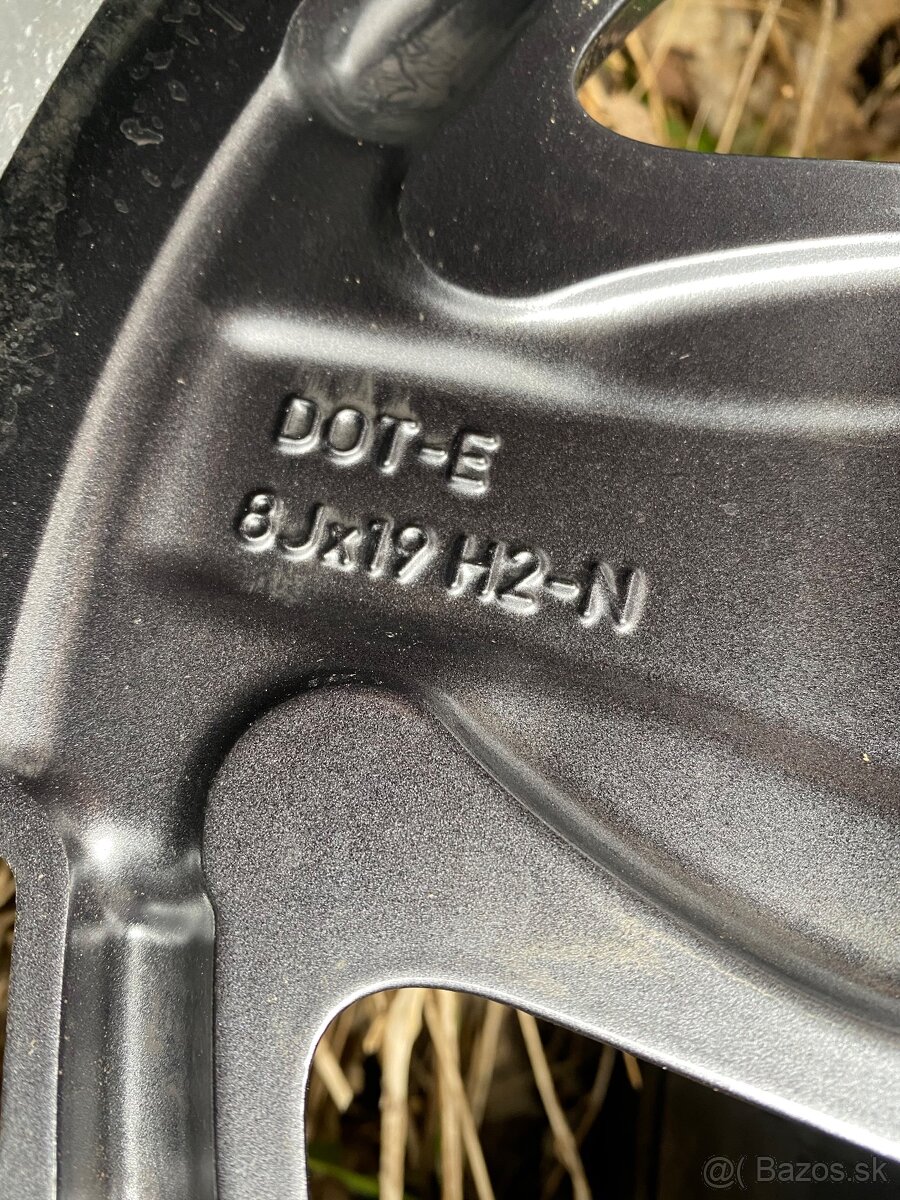 DOT-E
8Jx19 H2-N
@( Bazos.sk